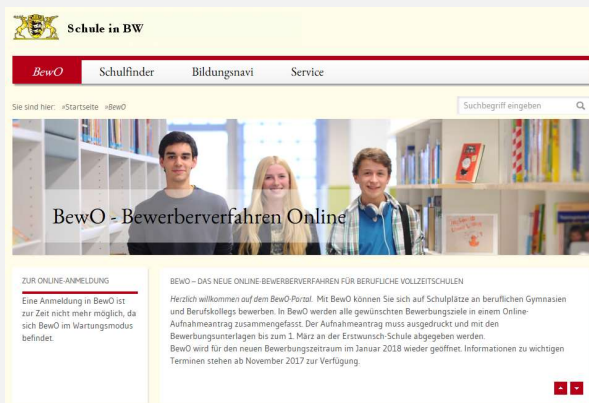 Schule in BW
BewO Schulfinder Bildungsnavi Service
Sie sind hier: »Startseite »BewO
Suchbegriff eingeben
BewO - Bewerberverfahren Online
ZUR ONLINE-ANMELDUNG
Eine Anmeldung in BewO ist
zur Zeit nicht mehr möglich, da
sich BewO im Wartungsmodus
befindet.
BEWO – DAS NEUE ONLINE-BEWERBERVERFAHREN FÜR BERUFLICHE VOLLZEITSCHULEN
Herzlich willkommen auf dem BewO-Portal. Mit BewO können Sie sich auf Schulplätze an beruflichen Gymnasien
und Berufskollegs bewerben. In BewO werden alle gewünschten Bewerbungsziele in einem Online-
Aufnahmeantrag zusammengefasst. Der Aufnahmeantrag muss ausgedruckt und mit den
Bewerbungsunterlagen bis zum 1. März an der Erstwunsch-Schule abgegeben werden.
BewO wird für den neuen Bewerbungszeitraum im Januar 2018 wieder geöffnet. Informationen zu wichtigen
Terminen stehen ab November 2017 zur Verfügung.